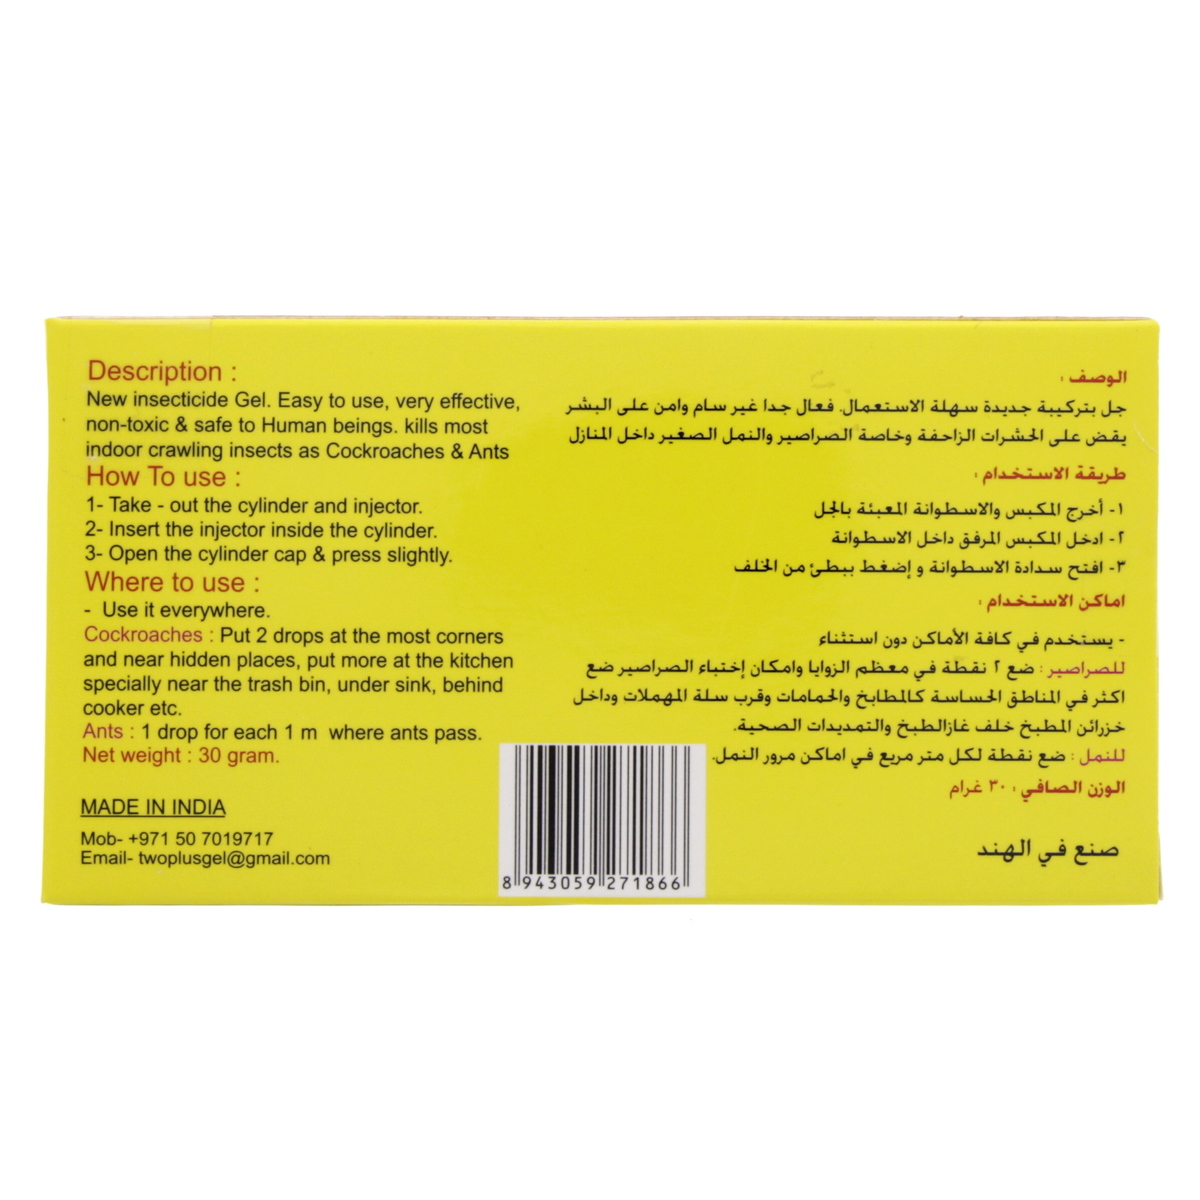 Description :
New insecticide Gel. Easy to use, very effective,
non-toxic & safe to Human beings. kills most
indoor crawling insects as Cockroaches & Ants
How To use :
1- Take - out the cylinder and injector.
2- Insert the injector inside the cylinder.
3- Open the cylinder cap & press slightly.
Where to use :
- Use it everywhere.
Cockroaches : Put 2 drops at the most corners
and near hidden places, put more at the kitchen
specially near the trash bin, under sink, behind
cooker etc.
Ants : 1 drop for each 1 m where ants pass.
Net weight : 30 gram.
MADE IN INDIA
Mob- +971 50 7019717
Email- twoplusgel@gmail.com
الوصف :
جل بتركيبة جديدة سهلة الاستعمال. فعال جدا غير سام وامن على البشر
يقض على الحشرات الزاحفة وخاصة الصراصير والنمل الصغير داخل المنازل
طريقة الاستخدام :
١- أخرج المكبس والاسطوانة المعبئة بالجل
٢- ادخل المكبس المرفق داخل الاسطوانة
٣- افتح سدادة الاسطوانة و إضغط ببطئ من الخلف
اماكن الاستخدام :
- يستخدم في كافة الأماكن دون استثناء
للصراصير : ضع ٢ نقطة في معظم الزوايا وامكان إختباء الصراصير ضع
اكثر في المناطق الحساسة كالمطابخ والحمامات وقرب سلة المهملات وداخل
خزرائن المطبخ خلف غازالطبخ والتمديدات الصحية.
للنمل : ضع نقطة لكل متر مربع في اماكن مرور النمل.
الوزن الصافي : ٣٠ غرام
صنع في الهند
8 943059 271866